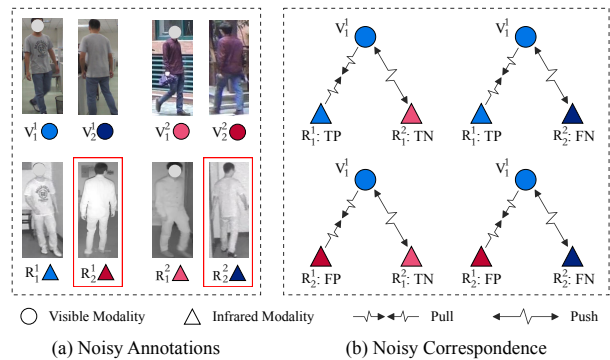 V₁¹ V₂¹ V₁² V₂²
R₁¹ R₂¹ R₁² R₂²
V₁¹ V₁¹
R₁¹: TP R₁²: TN R₁¹: TP R₂²: FN
V₁¹ V₁¹
R₂¹: FP R₁²: TN R₂¹: FP R₂²: FN
Visible Modality Infrared Modality Pull Push
(a) Noisy Annotations (b) Noisy Correspondence